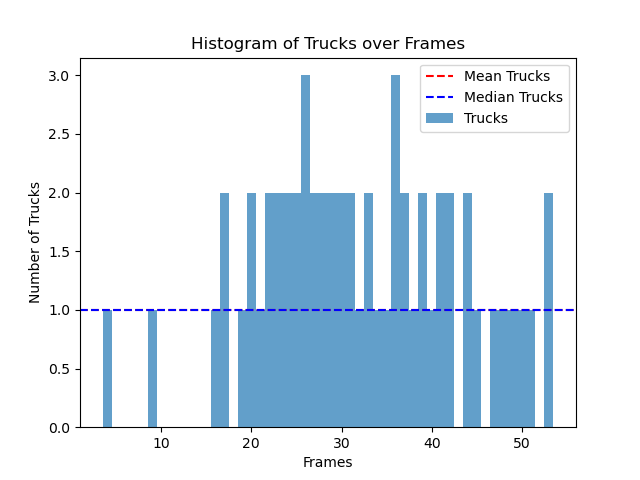 Histogram of Trucks over Frames
Mean Trucks
Median Trucks
Trucks
Number of Trucks
3.0
2.5
2.0
1.5
1.0
0.5
0.0
10 20 30 40 50
Frames